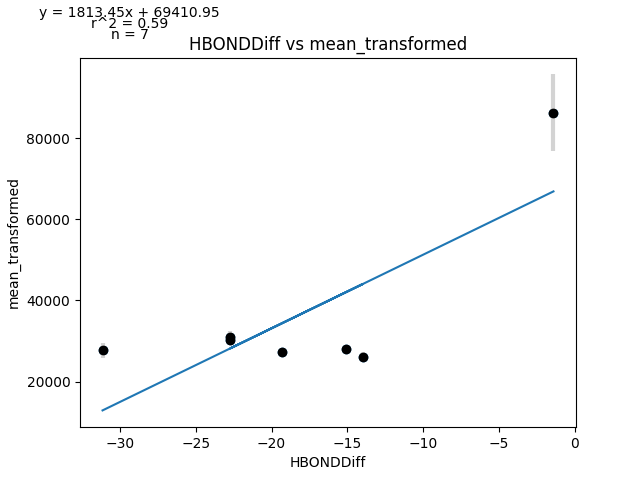 y = 1813.45x + 69410.95
r^2 = 0.59
n = 7
HBONDDiff vs mean_transformed
80000
60000
40000
20000
mean_transformed
−30
−25
−20
−15
−10
−5
0
HBONDDiff